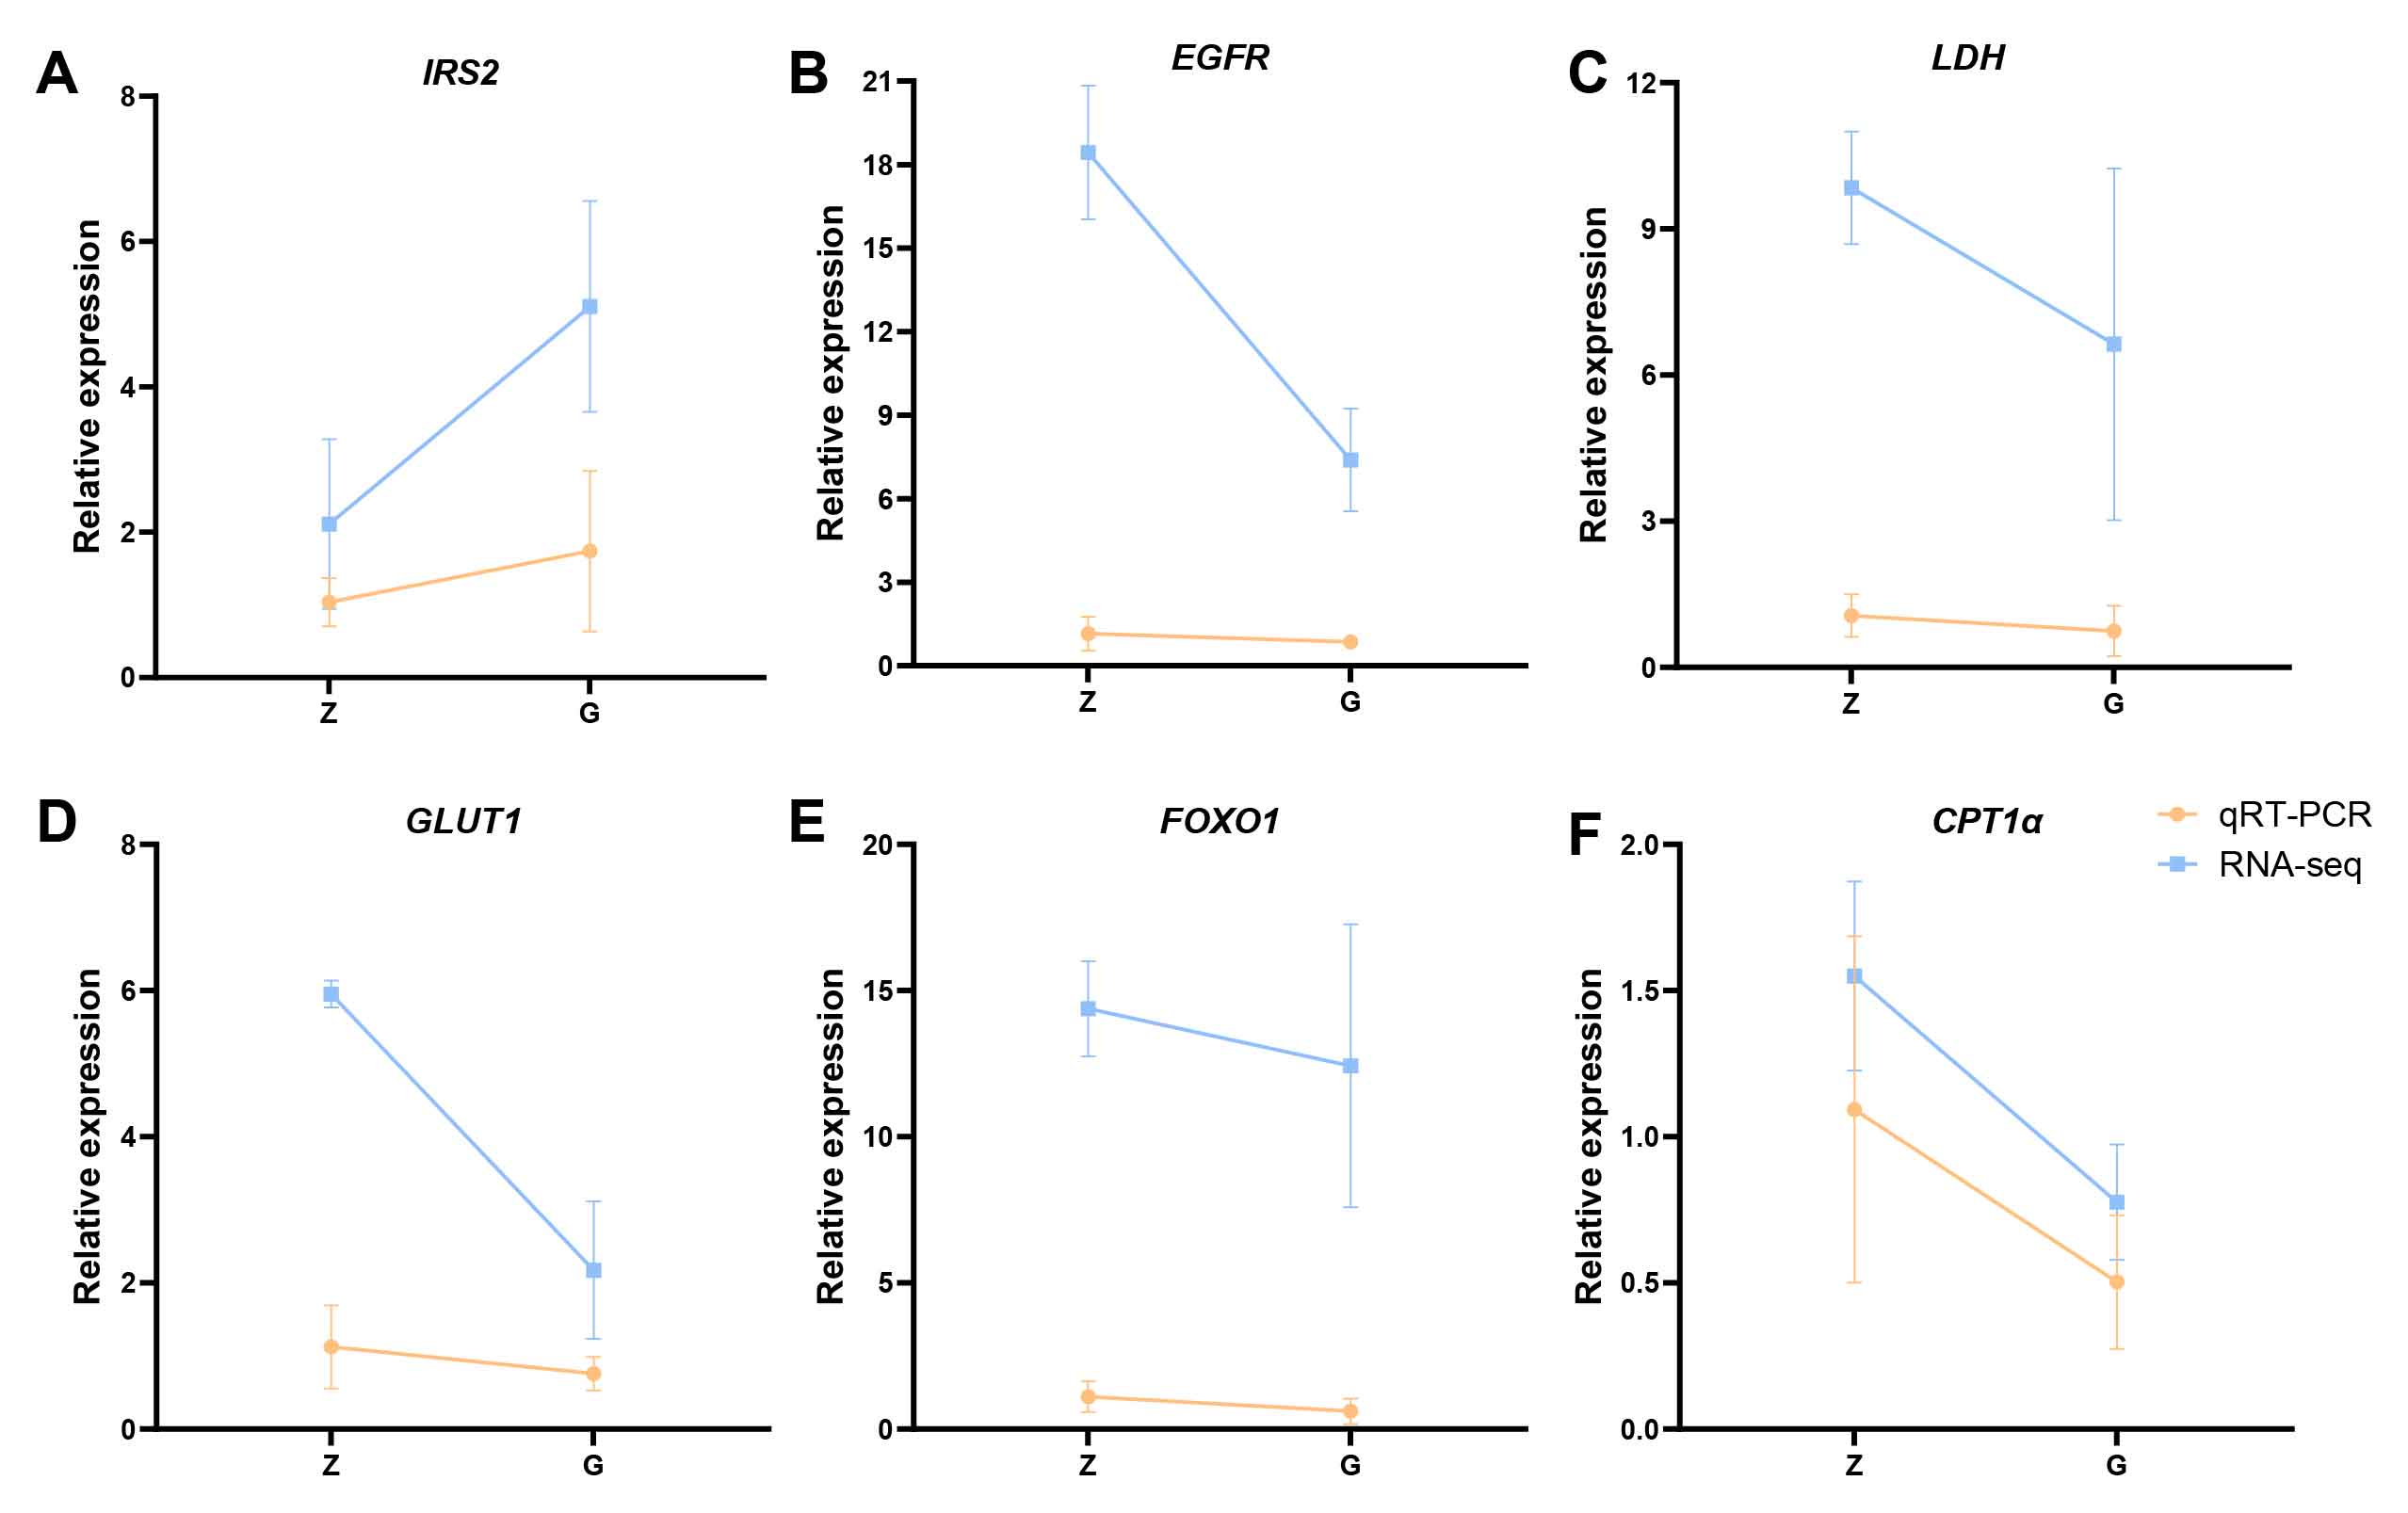 A
IRS2
Relative expression
8
6
4
2
0
Z
G
B
EGFR
Relative expression
21
18
15
12
9
6
3
0
Z
G
C
LDH
Relative expression
12
9
6
3
0
Z
G
D
GLUT1
Relative expression
8
6
4
2
0
Z
G
E
FOXO1
Relative expression
20
15
10
5
0
Z
G
F
CPT1α
Relative expression
2.0
1.5
1.0
0.5
0.0
Z
G
qRT-PCR
RNA-seq